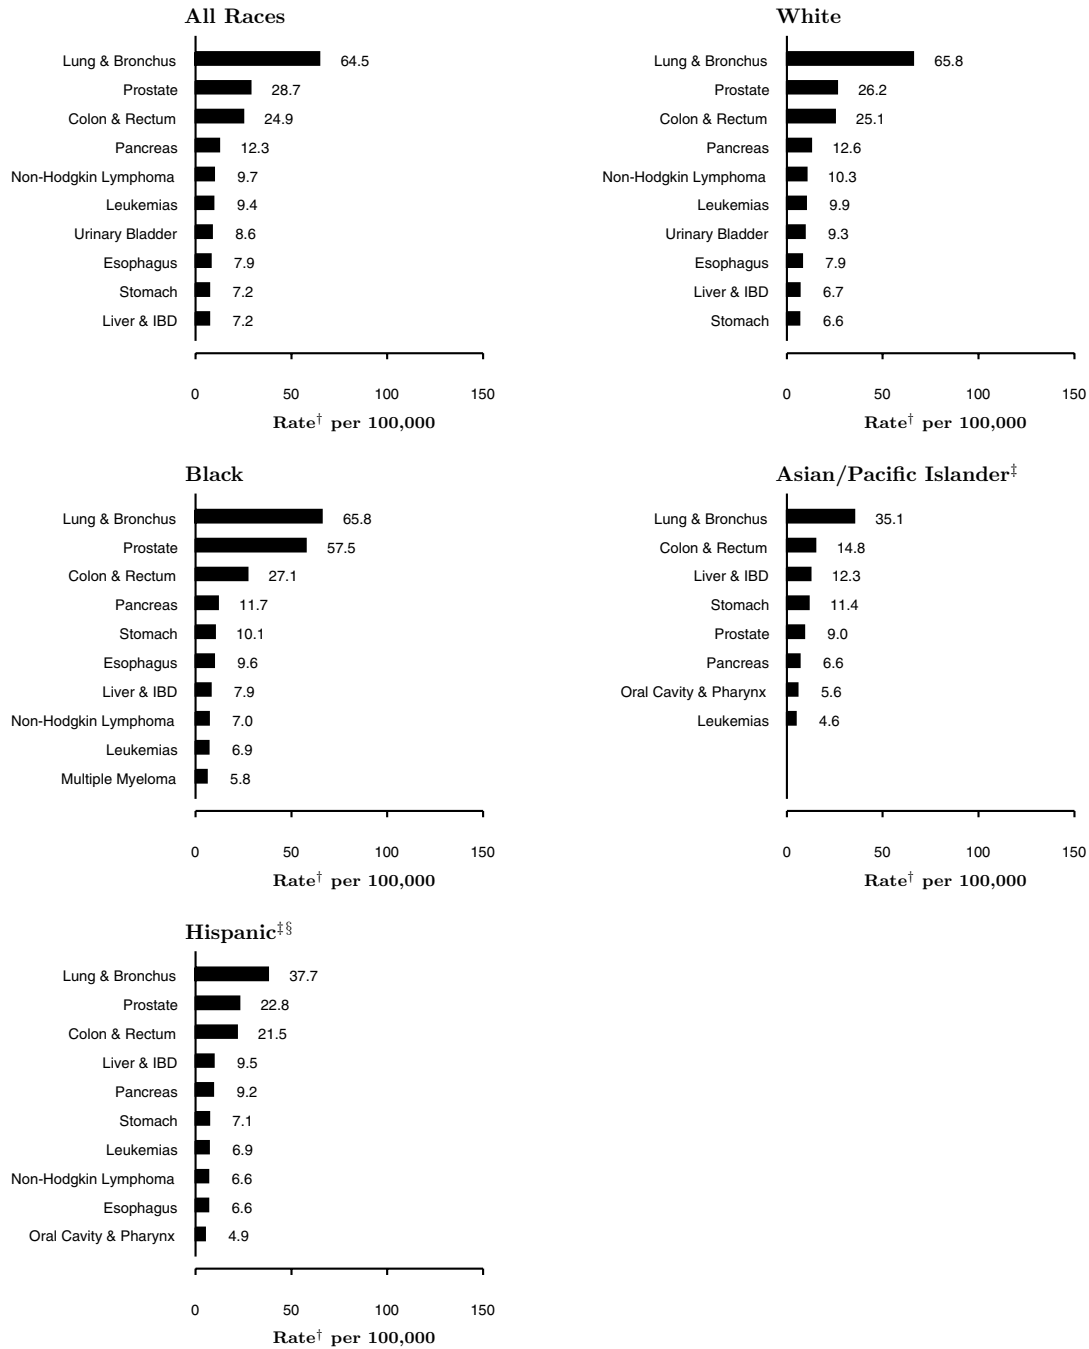 All Races
Lung & Bronchus 64.5
Prostate 28.7
Colon & Rectum 24.9
Pancreas 12.3
Non-Hodgkin Lymphoma 9.7
Leukemias 9.4
Urinary Bladder 8.6
Esophagus 7.9
Stomach 7.2
Liver & IBD 7.2
0 50 100 150
Rate† per 100,000
White
Lung & Bronchus 65.8
Prostate 26.2
Colon & Rectum 25.1
Pancreas 12.6
Non-Hodgkin Lymphoma 10.3
Leukemias 9.9
Urinary Bladder 9.3
Esophagus 7.9
Liver & IBD 6.7
Stomach 6.6
0 50 100 150
Rate† per 100,000
Black
Lung & Bronchus 65.8
Prostate 57.5
Colon & Rectum 27.1
Pancreas 11.7
Stomach 10.1
Esophagus 9.6
Liver & IBD 7.9
Non-Hodgkin Lymphoma 7.0
Leukemias 6.9
Multiple Myeloma 5.8
0 50 100 150
Rate† per 100,000
Asian/Pacific Islander‡
Lung & Bronchus 35.1
Colon & Rectum 14.8
Liver & IBD 12.3
Stomach 11.4
Prostate 9.0
Pancreas 6.6
Oral Cavity & Pharynx 5.6
Leukemias 4.6
0 50 100 150
Rate† per 100,000
Hispanic‡§
Lung & Bronchus 37.7
Prostate 22.8
Colon & Rectum 21.5
Liver & IBD 9.5
Pancreas 9.2
Stomach 7.1
Leukemias 6.9
Non-Hodgkin Lymphoma 6.6
Esophagus 6.6
Oral Cavity & Pharynx 4.9
0 50 100 150
Rate† per 100,000